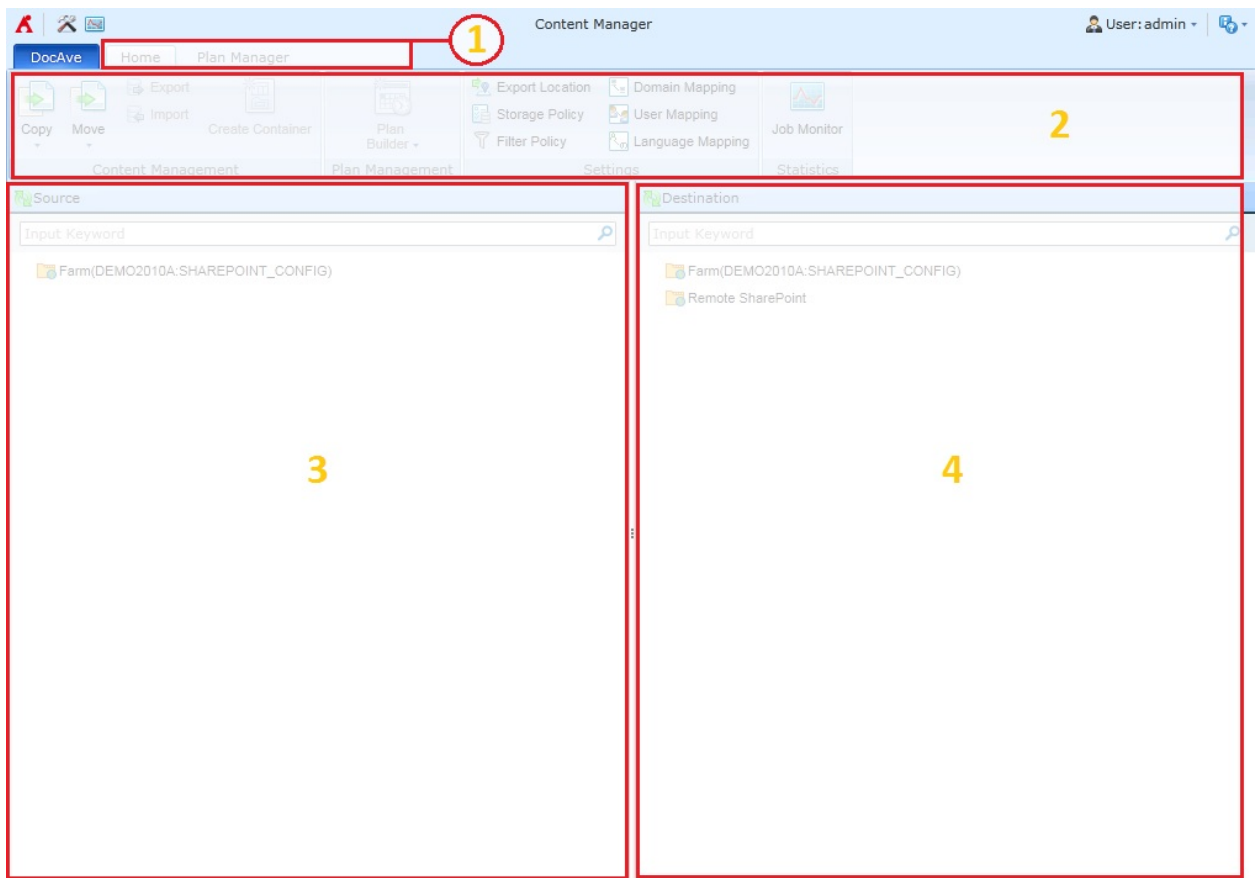 Content Manager
User: admin
1
DocAve Home Plan Manager
Copy
Move
Export
Import
Create Container
Content Management
Plan
Builder
Plan Management
Export Location
Storage Policy
Filter Policy
Domain Mapping
User Mapping
Language Mapping
Settings
Job Monitor
Statistics
2
Source
Input Keyword
Farm(DEMO2010A:SHAREPOINT_CONFIG)
3
Destination
Input Keyword
Farm(DEMO2010A:SHAREPOINT_CONFIG)
Remote SharePoint
4